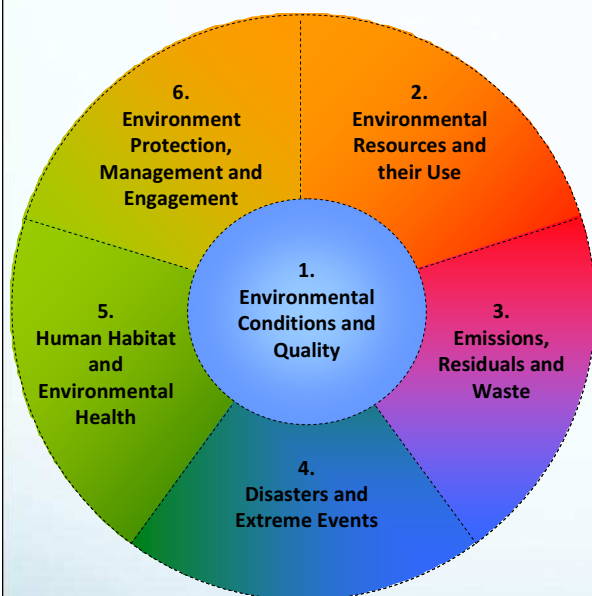 1.
Environmental
Conditions and
Quality
2.
Environmental
Resources and
their Use
3.
Emissions,
Residuals and
Waste
4.
Disasters and
Extreme Events
5.
Human Habitat
and
Environmental
Health
6.
Environment
Protection,
Management and
Engagement